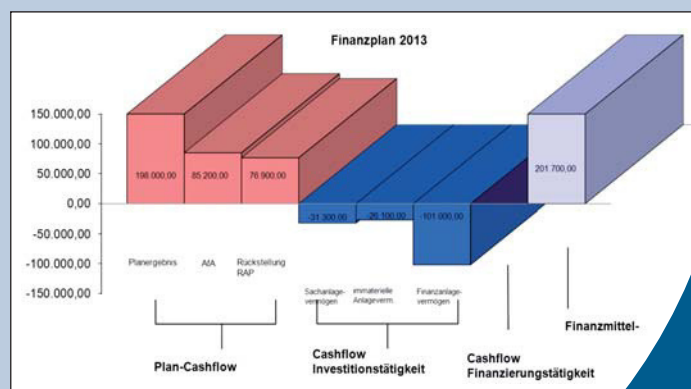 Finanzplan 2013
150.000,00
100.000,00
50.000,00
0,00
-50.000,00
-100.000,00
-150.000,00
198.000,00
85.200,00
76.900,00
-31.300,00
-26.100,00
-101.000,00
201.700,00
Planergebnis
AfA
Rückstellung
RAP
Sachanlage-
vermögen
immaterielle
Anlageverm.
Finanzanlage-
vermögen
Plan-Cashflow
Cashflow
Investitionstätigkeit
Cashflow
Finanzierungstätigkeit
Finanzmittel-